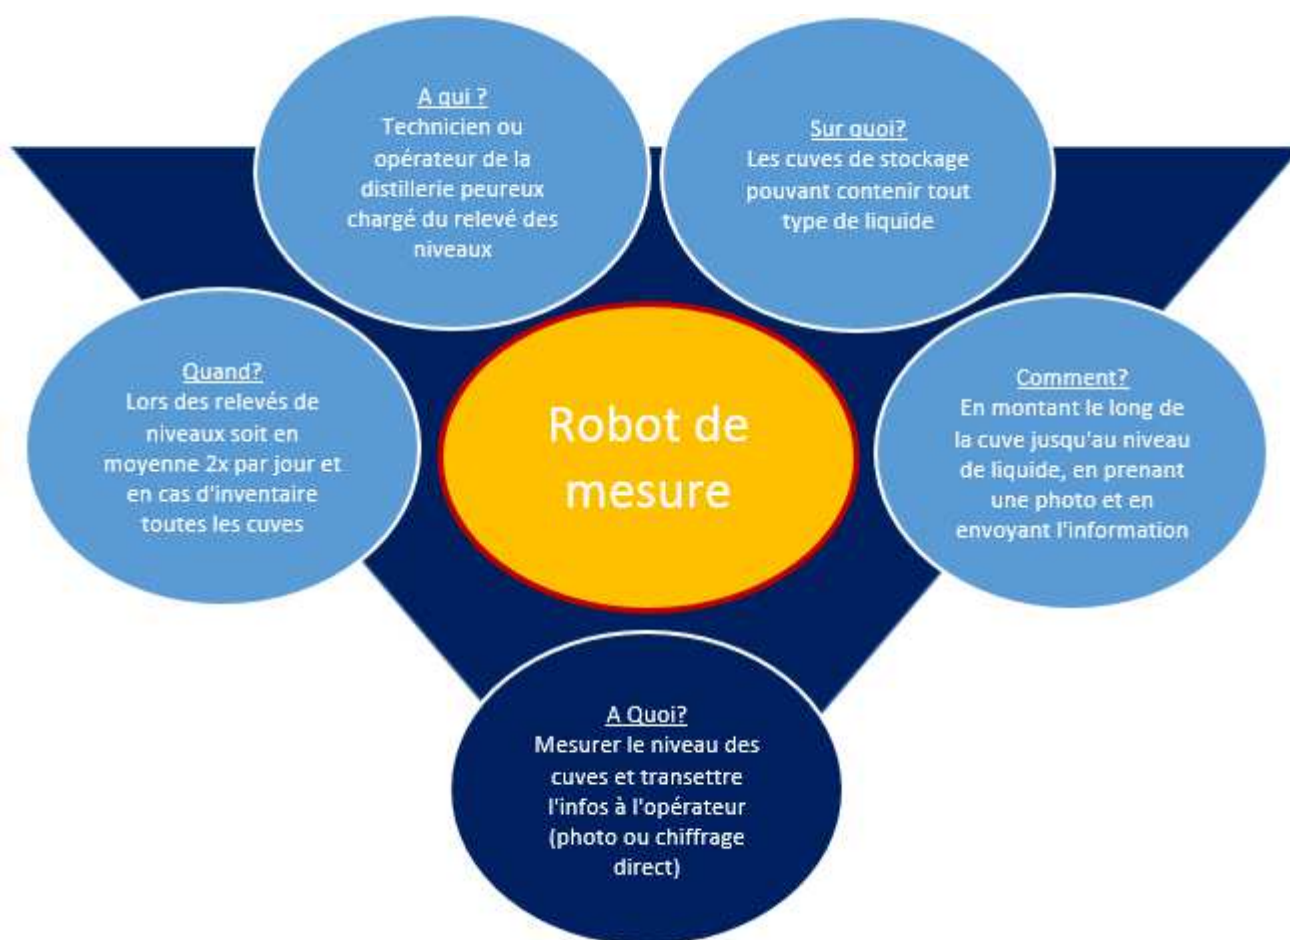 A qui ?
Technicien ou
opérateur de la
distillerie peureux
chargé du relevé des
niveaux
Sur quoi?
Les cuves de stockage
pouvant contenir tout
type de liquide
Quand?
Lors des relevés de
niveaux soit en
moyenne 2x par jour et
en cas d'inventaire
toutes les cuves
Robot de
mesure
Comment?
En montant le long de
la cuve jusqu'au niveau
de liquide, en prenant
une photo et en
envoyant l'information
A Quoi?
Mesurer le niveau des
cuves et transettre
l'infos à l'opérateur
(photo ou chiffrage
direct)